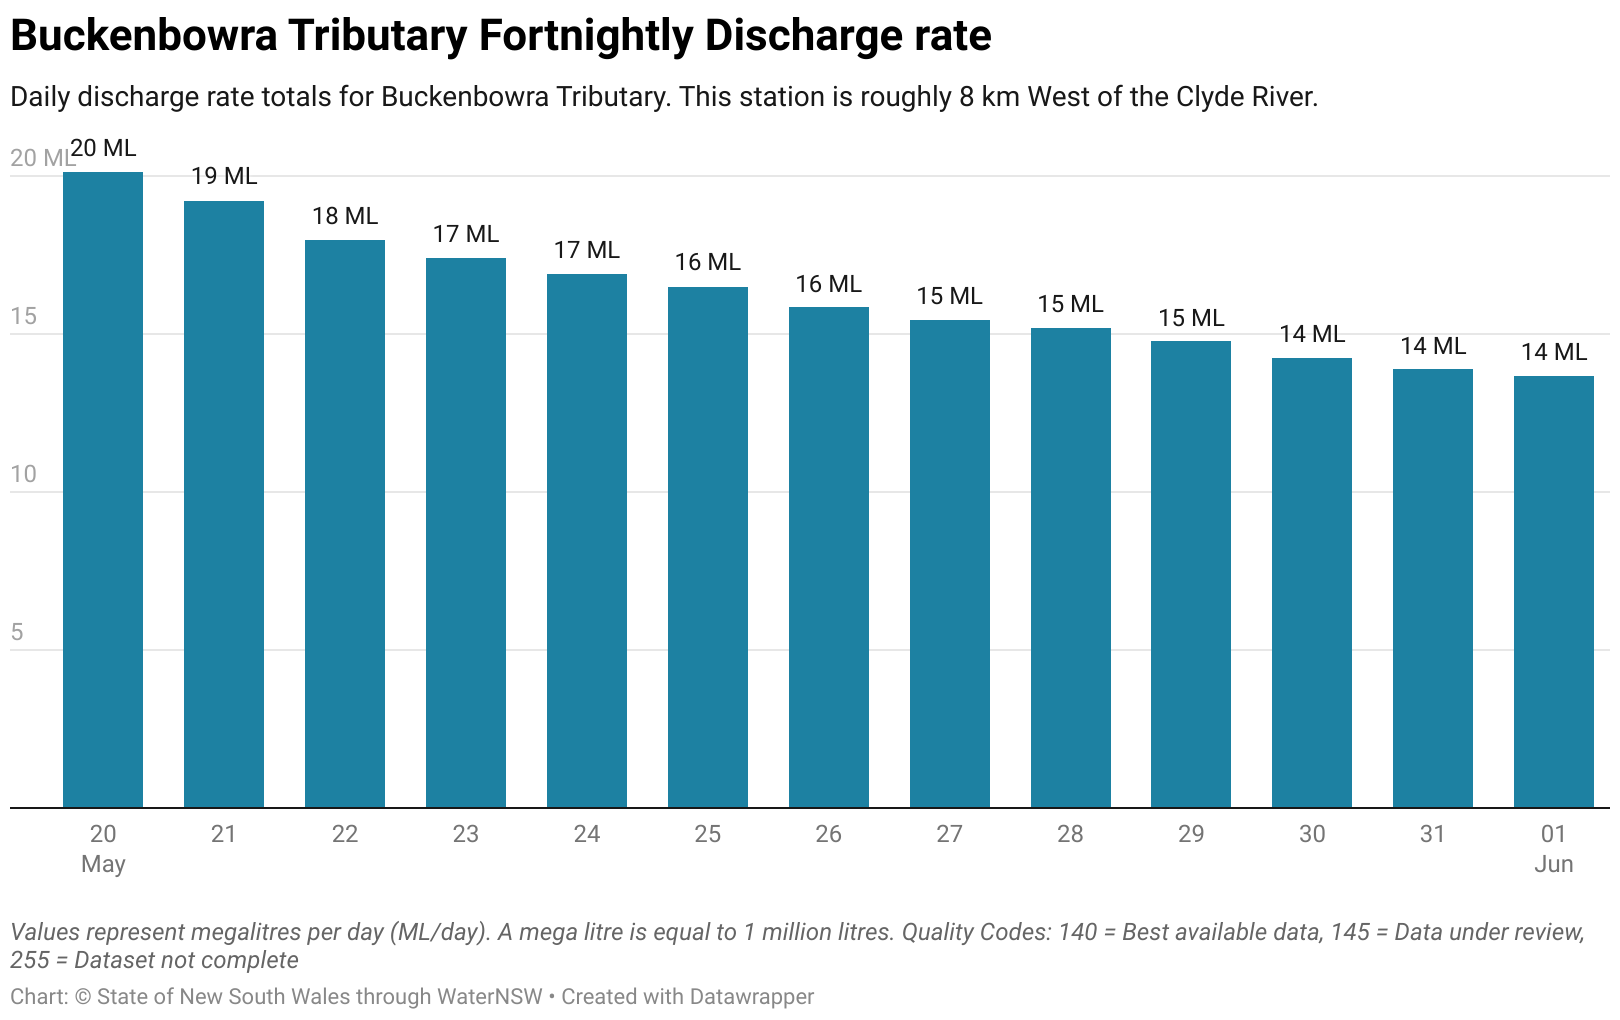 Buckenbowra Tributary Fortnightly Discharge rate
Daily discharge rate totals for Buckenbowra Tributary. This station is roughly 8 km West of the Clyde River.
20 ML
20 ML
19 ML
18 ML
17 ML
17 ML
16 ML
16 ML
15 ML
15 ML
15 ML
14 ML
14 ML
14 ML
15
10
5
20 21 22 23 24 25 26 27 28 29 30 31 01
May Jun
Values represent megalitres per day (ML/day). A mega litre is equal to 1 million litres. Quality Codes: 140 = Best available data, 145 = Data under review,
255 = Dataset not complete
Chart: © State of New South Wales through WaterNSW • Created with Datawrapper